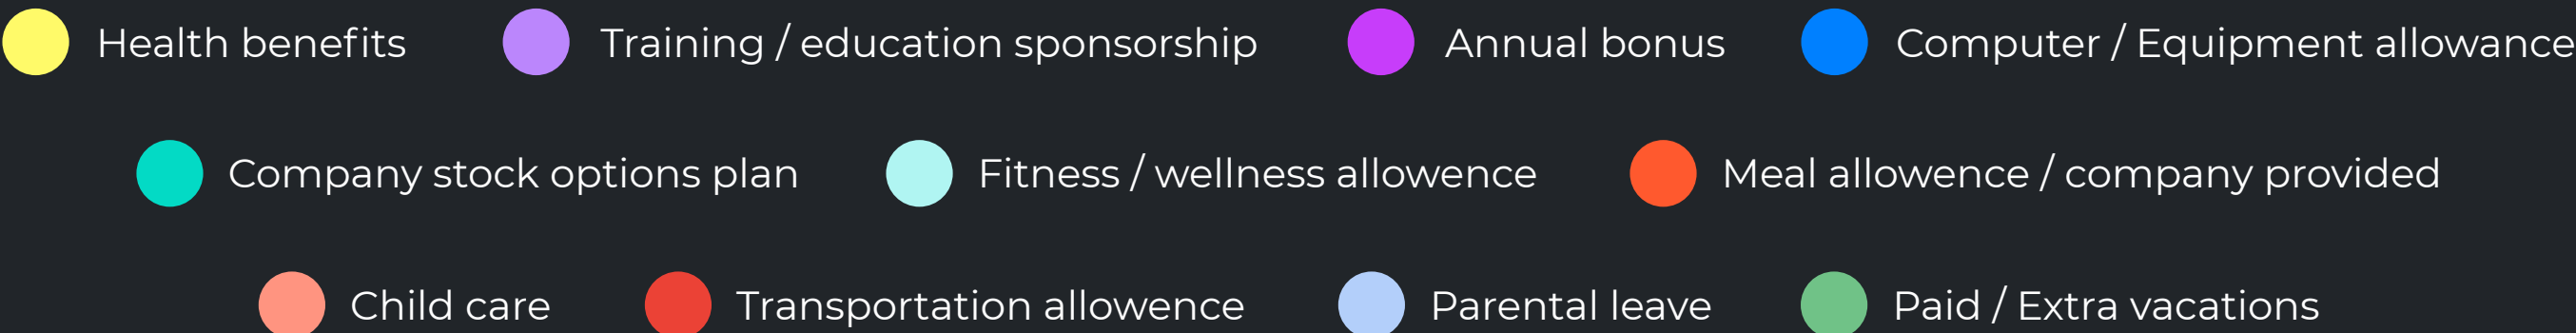 Health benefits Training / education sponsorship Annual bonus Computer / Equipment allowance
Company stock options plan Fitness / wellness allowence Meal allowence / company provided
Child care Transportation allowence Parental leave Paid / Extra vacations